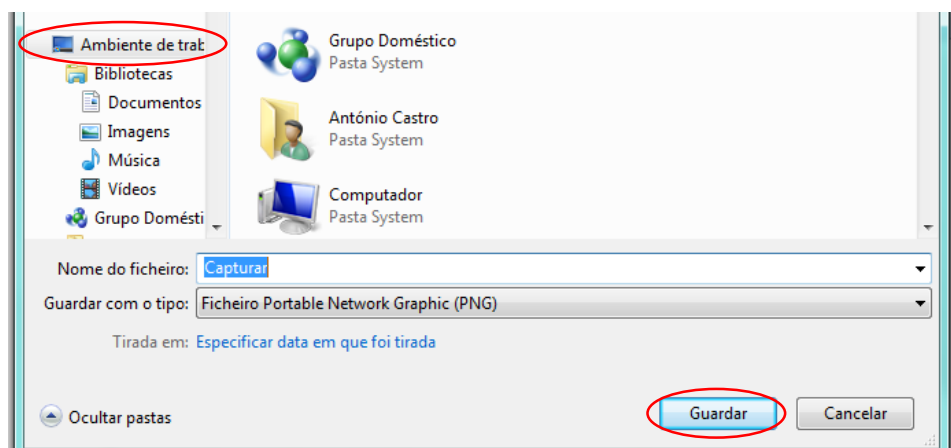 Ambiente de trab
Bibliotecas
Documentos
Imagens
Música
Vídeos
Grupo Domésti
Grupo Doméstico
Pasta System
António Castro
Pasta System
Computador
Pasta System
Nome do ficheiro: Capturar
Guardar com o tipo: Ficheiro Portable Network Graphic (PNG)
Tirada em: Especificar data em que foi tirada
Ocultar pastas
Guardar
Cancelar